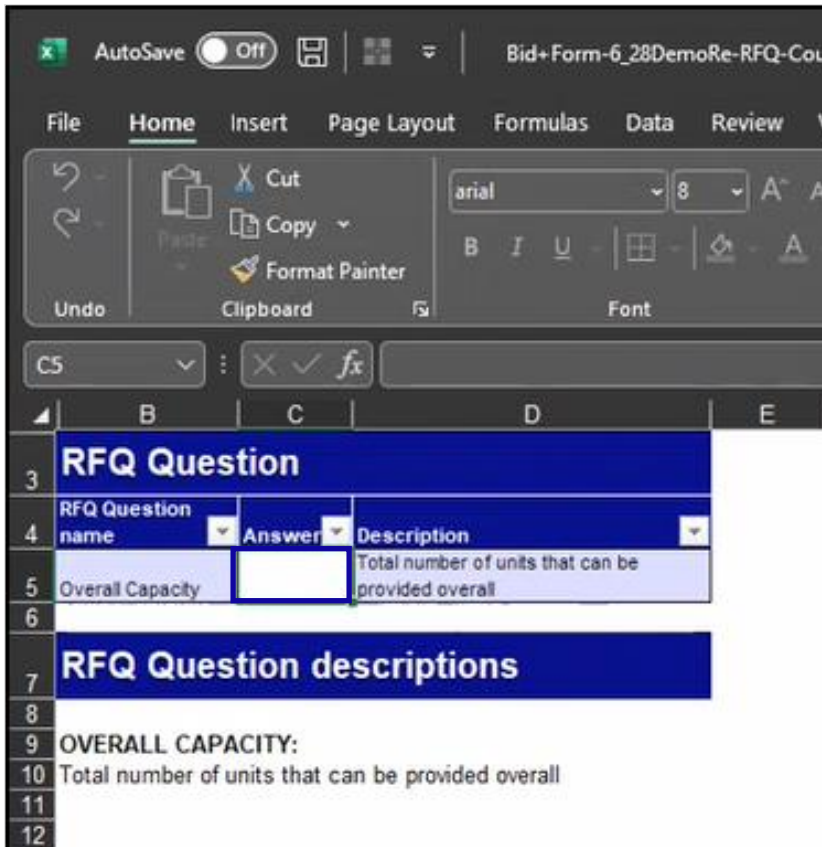 AutoSave Off Bid+Form-6_28DemoRe-RFQ-Cou
File Home Insert Page Layout Formulas Data Review
Cut
Copy
Paste
Format Painter
arial 8 A A
B I U A
Undo Clipboard Font
C5 fx
B C D E
3 RFQ Question
RFQ Question
4 name Answer Description
Total number of units that can be
5 Overall Capacity provided overall
6
7 RFQ Question descriptions
8
9 OVERALL CAPACITY:
10 Total number of units that can be provided overall
11
12